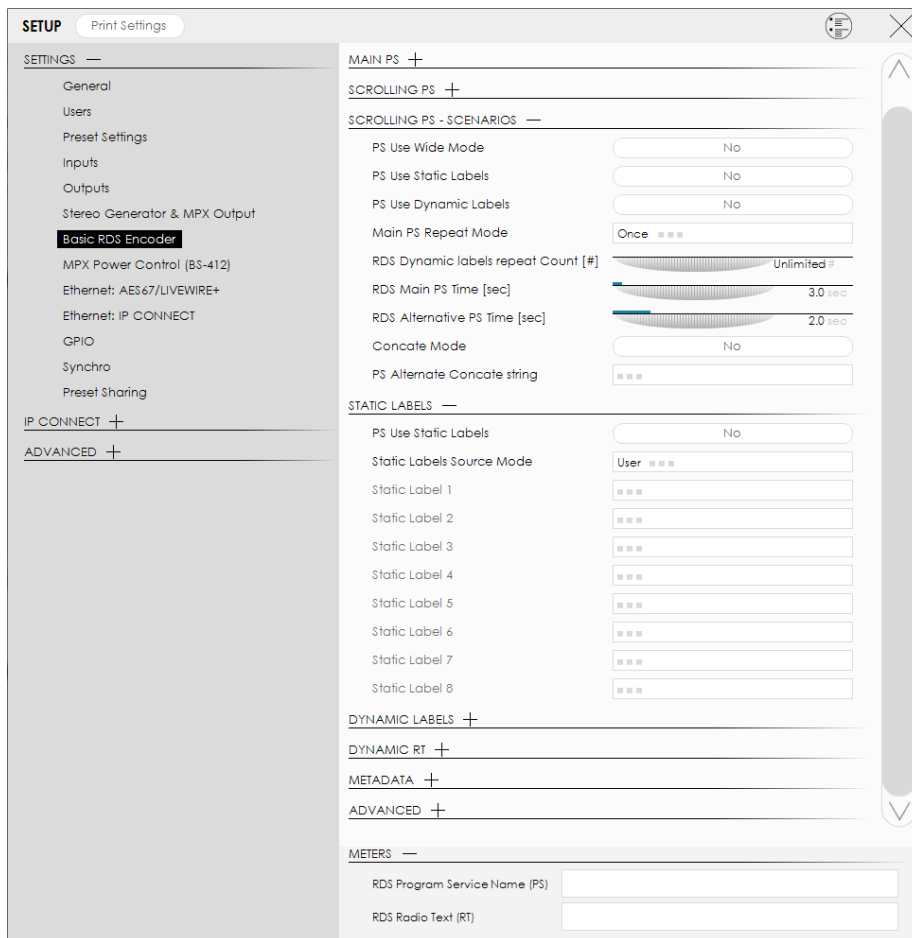 SETUP Print Settings
SETTINGS
General
Users
Preset Settings
Inputs
Outputs
Stereo Generator & MPX Output
Basic RDS Encoder
MPX Power Control (BS-412)
Ethernet: AES67/LIVEWIRE+
Ethernet: IP CONNECT
GPIO
Synchro
Preset Sharing
IP CONNECT
ADVANCED
MAIN PS
SCROLLING PS
SCROLLING PS - SCENARIOS
PS Use Wide Mode No
PS Use Static Labels No
PS Use Dynamic Labels No
Main PS Repeat Mode Once
RDS Dynamic labels repeat Count [#] Unlimited #
RDS Main PS Time [sec] 3.0 sec
RDS Alternative PS Time [sec] 2.0 sec
Concate Mode No
PS Alternate Concate string
STATIC LABELS
PS Use Static Labels No
Static Labels Source Mode User
Static Label 1
Static Label 2
Static Label 3
Static Label 4
Static Label 5
Static Label 6
Static Label 7
Static Label 8
DYNAMIC LABELS
DYNAMIC RT
METADATA
ADVANCED
METERS
RDS Program Service Name (PS)
RDS Radio Text (RT)